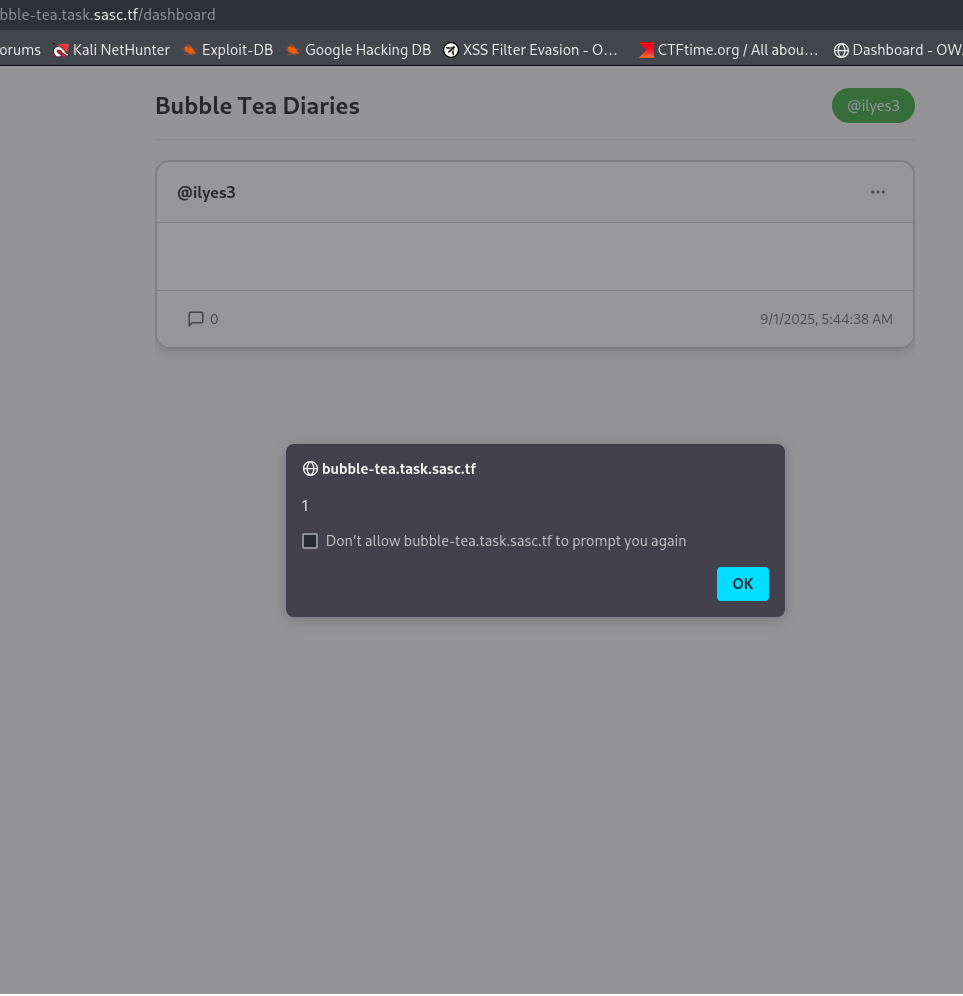 bble-tea.task.sasc.tf/dashboard
orums Kali NetHunter Exploit-DB Google Hacking DB XSS Filter Evasion - O… CTFtime.org / All abou… Dashboard - OW
Bubble Tea Diaries @ilyes3
@ilyes3 ...
0 9/1/2025, 5:44:38 AM
bubble-tea.task.sasc.tf
1
Don’t allow bubble-tea.task.sasc.tf to prompt you again
OK